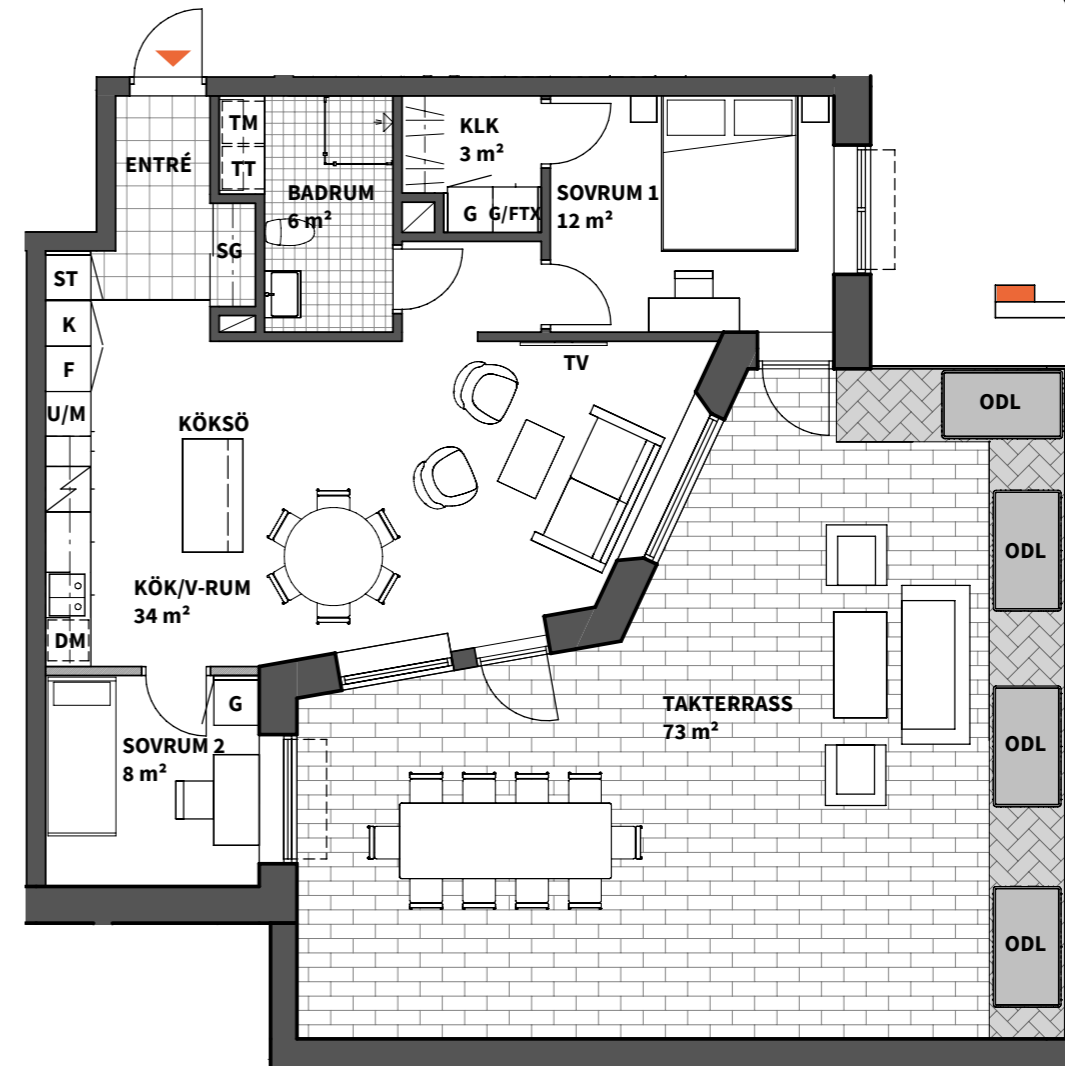 TM
KLK
3 m²
ENTRÉ
TT
BADRUM
6 m²
SOVRUM 1
12 m²
G
G/FTX
SG
ST
K
F
TV
U/M
KÖKSÖ
ODL
ODL
KÖK/V-RUM
34 m²
DM
G
TAKTERRASS
73 m²
SOVRUM 2
8 m²
ODL
ODL